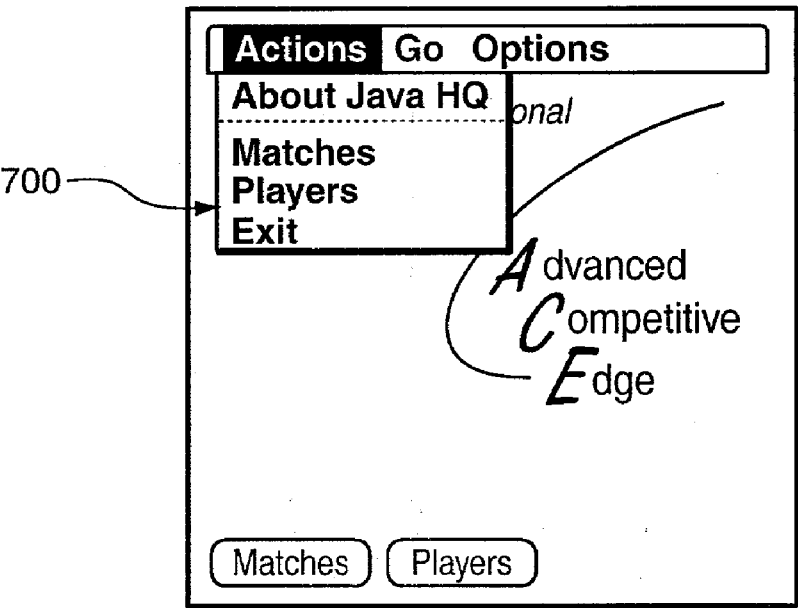 Actions Go Options
About Java HQ
onal
Matches
700
Players
Exit
Advanced
Competitive
Edge
Matches Players